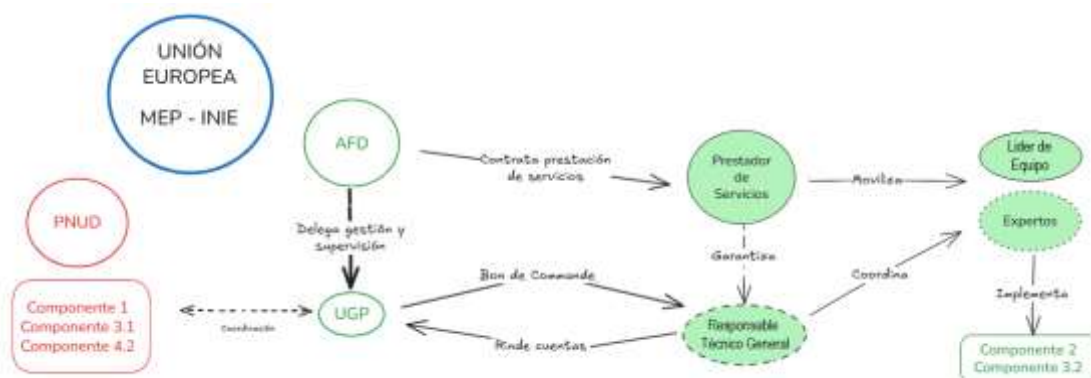 UNIÓN
EUROPEA
MEP - INIE
AFD
Contrata prestación
de servicios
Prestador
de
Servicios
Moviliza
Lider de
Equipo
PNUD
Delega gestión y
supervisión
Garantiza
Coordina
Expertos
Componente 1
Componente 3.1
Componente 4.2
Coordinación
UGP
Bon de Commande
Rinde cuentas
Responsable
Técnico General
Implementa
Componente 2
Componente 3.2